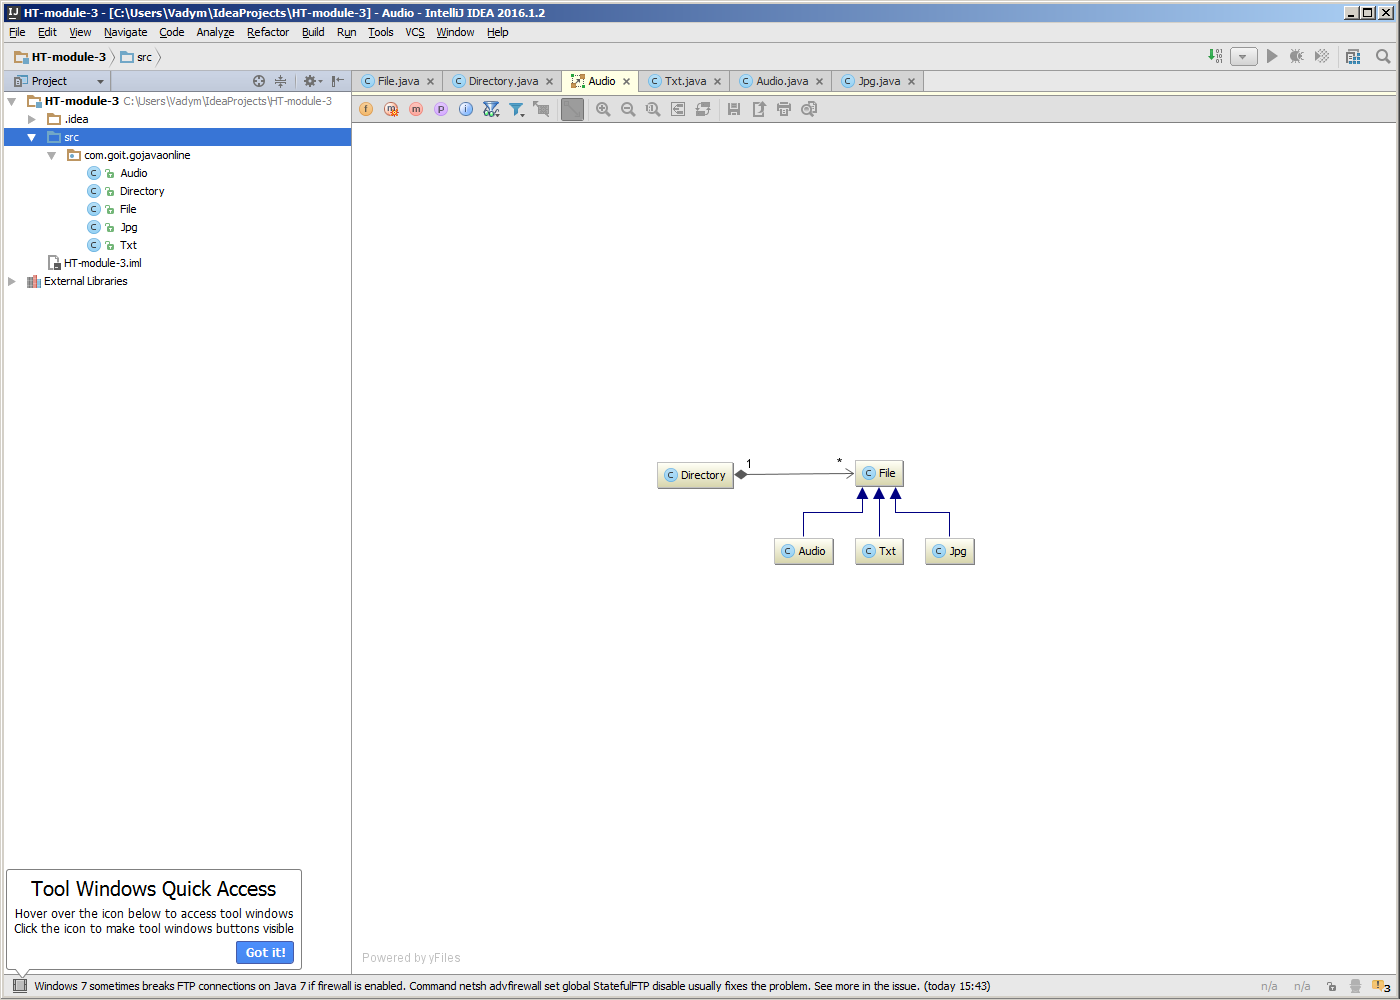 HT-module-3 - [C:\Users\Vadym\IdeaProjects\HT-module-3] - Audio - IntelliJ IDEA 2016.1.2
File Edit View Navigate Code Analyze Refactor Build Run Tools VCS Window Help
HT-module-3 src
Project
File.java Directory.java Audio Txt.java Audio.java Jpg.java
HT-module-3 C:\Users\Vadym\IdeaProjects\HT-module-3
.idea
src
com.goit.gojavaonline
C Audio
C Directory
C File
C Jpg
C Txt
HT-module-3.iml
External Libraries
1 *
C Directory
C File
C Audio
C Txt
C Jpg
Tool Windows Quick Access
Hover over the icon below to access tool windows
Click the icon to make tool windows buttons visible
Got it!
Powered by yFiles
Windows 7 sometimes breaks FTP connections on Java 7 if firewall is enabled. Command netsh advfirewall set global StatefulFTP disable usually fixes the problem. See more in the issue. (today 15:43)
n/a n/a 3